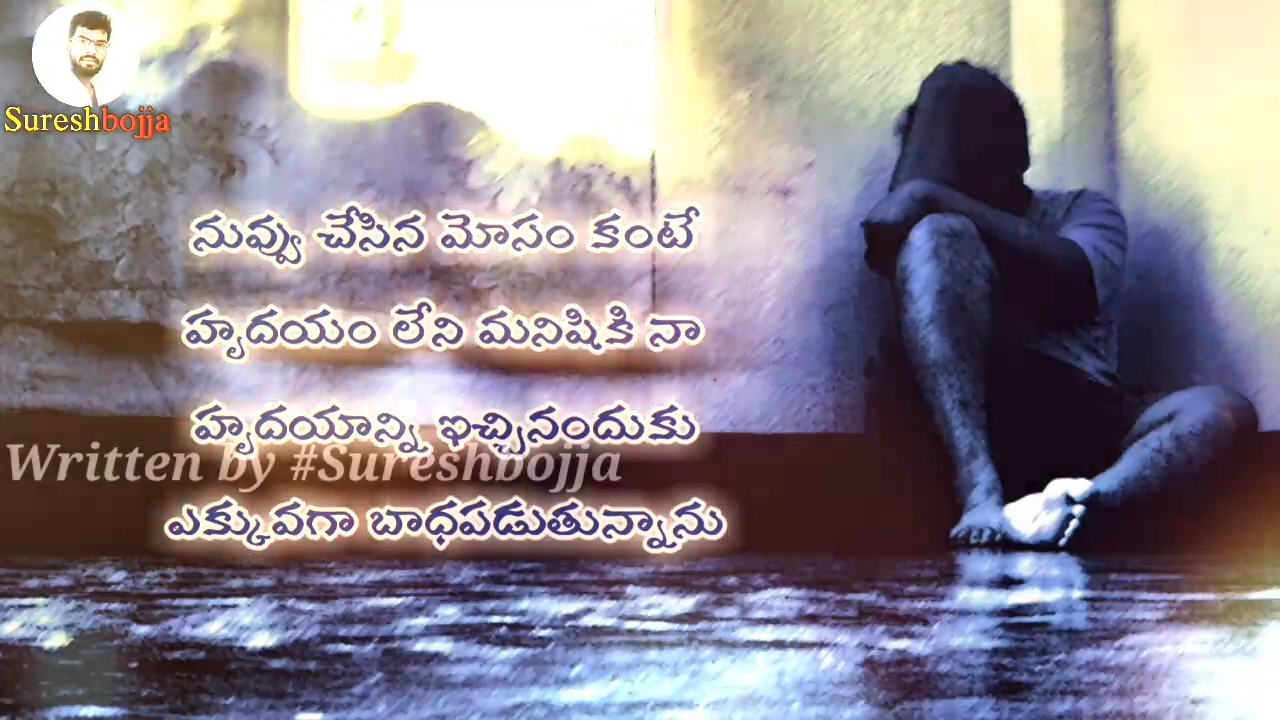 Sureshbojja
నువ్వు చేసిన మోసం కంటే
హృదయం లేని మనిషికి నా
హృదయాన్ని ఇచ్చినందుకు
Written by #Sureshbojja
ఎక్కువగా బాధపడుతున్నాను